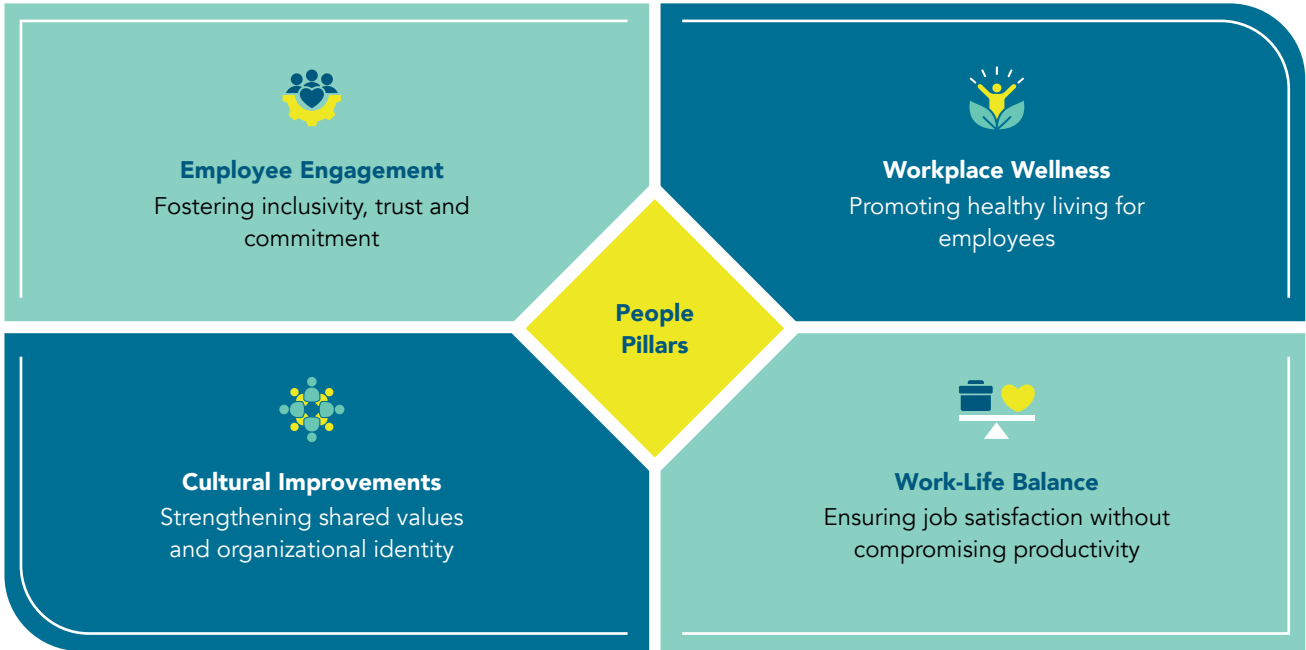 Employee Engagement
Fostering inclusivity, trust and
commitment
Workplace Wellness
Promoting healthy living for
employees
People
Pillars
Cultural Improvements
Strengthening shared values
and organizational identity
Work-Life Balance
Ensuring job satisfaction without
compromising productivity